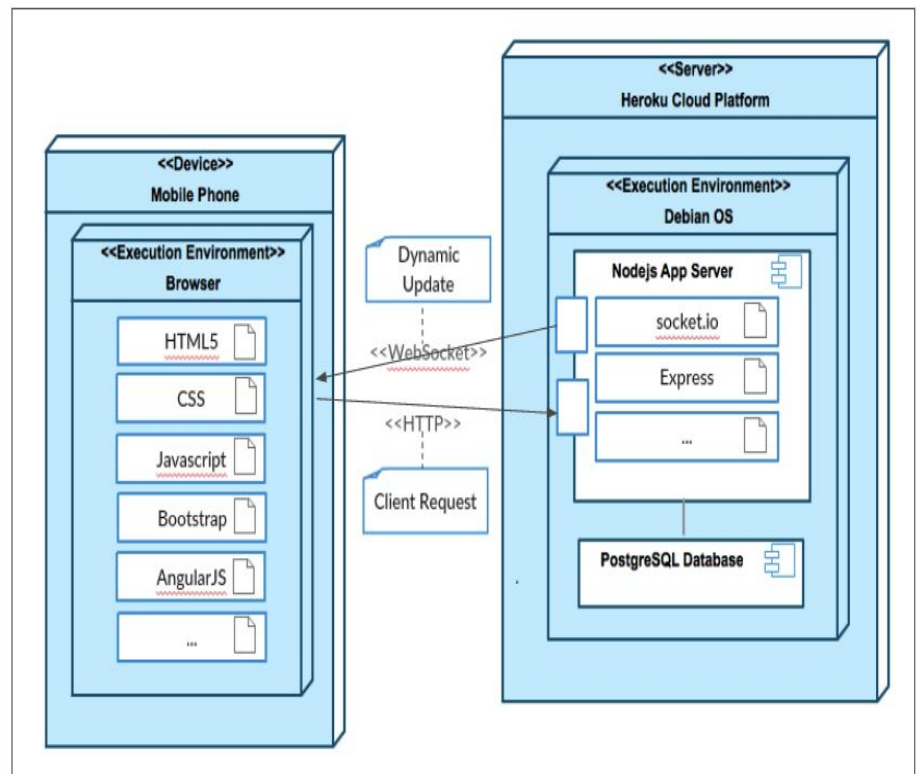 <<Device>>
Mobile Phone
<<Execution Environment>>
Browser
HTML5
CSS
Javascript
Bootstrap
AngularJS
...
Dynamic
Update
<<WebSocket>>
<<HTTP>>
Client Request
<<Server>>
Heroku Cloud Platform
<<Execution Environment>>
Debian OS
Nodejs App Server
socket.io
Express
...
PostgreSQL Database